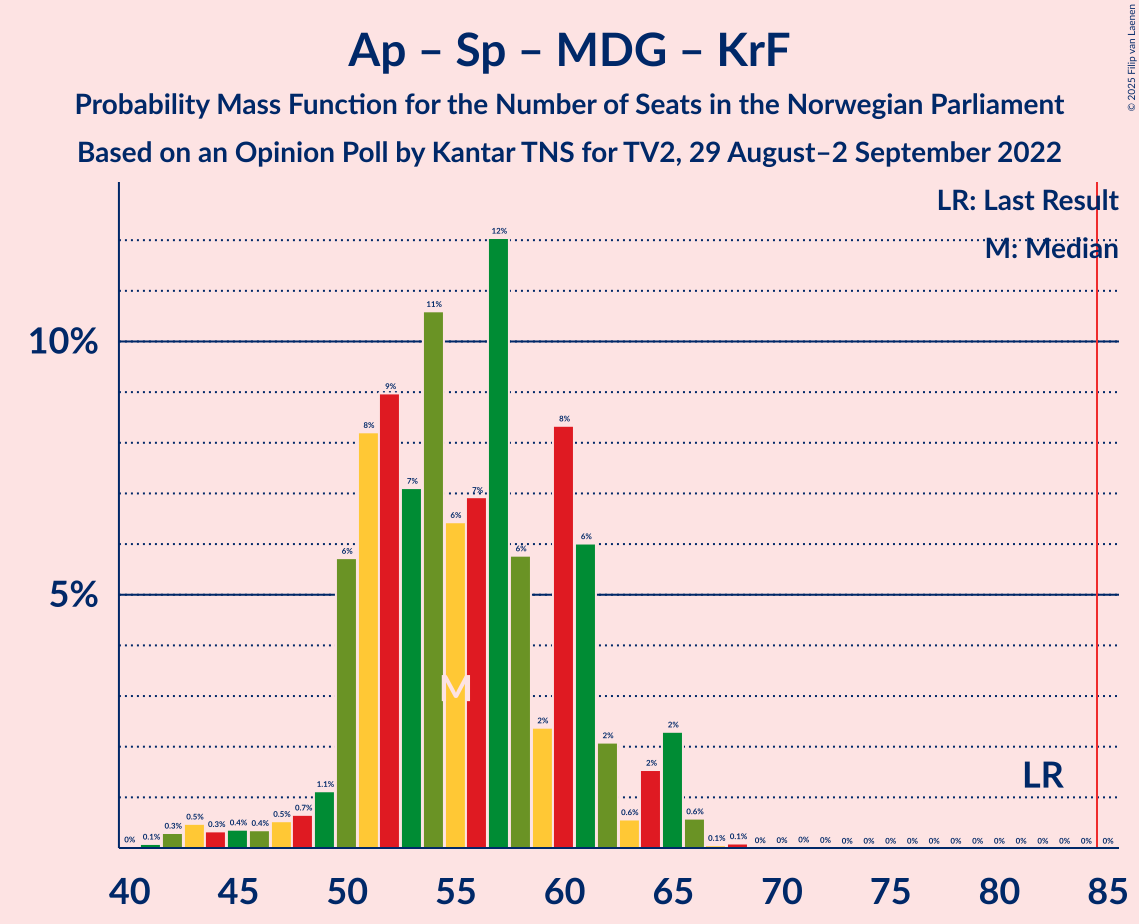 Ap – Sp – MDG – KrF
Probability Mass Function for the Number of Seats in the Norwegian Parliament
Based on an Opinion Poll by Kantar TNS for TV2, 29 August–2 September 2022
© 2025 Filip van Laenen
LR: Last Result
M: Median
10%
5%
0% 0.1% 0.3% 0.5% 0.3% 0.4% 0.4% 0.5% 0.7% 1.1% 6% 8% 9% 7% 11% 6% 7% 12% 6% 2% 8% 6% 2% 0.6% 2% 2% 0.6% 0.1% 0.1% 0% 0% 0% 0% 0% 0% 0% 0% 0% 0% 0% 0% 0% 0% 0% 0% 0%
M
LR
40 45 50 55 60 65 70 75 80 85